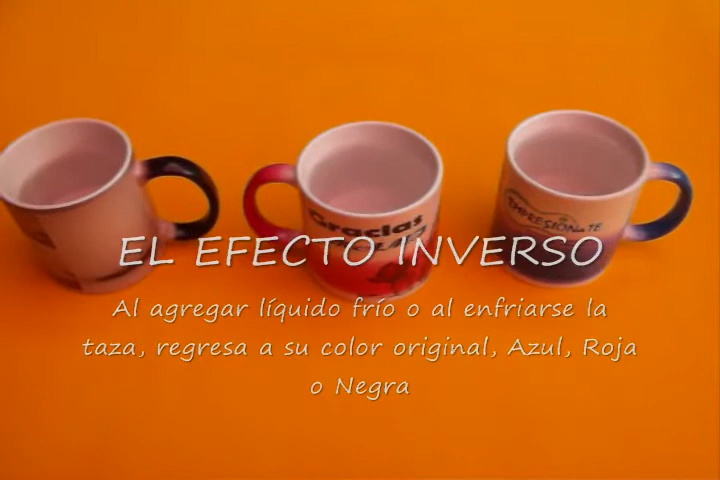 Gracias
IMPRESIONaTE
EL EFECTO INVERSO
Al agregar líquido frío o al enfriarse la
taza, regresa a su color original, Azul, Roja
o Negra